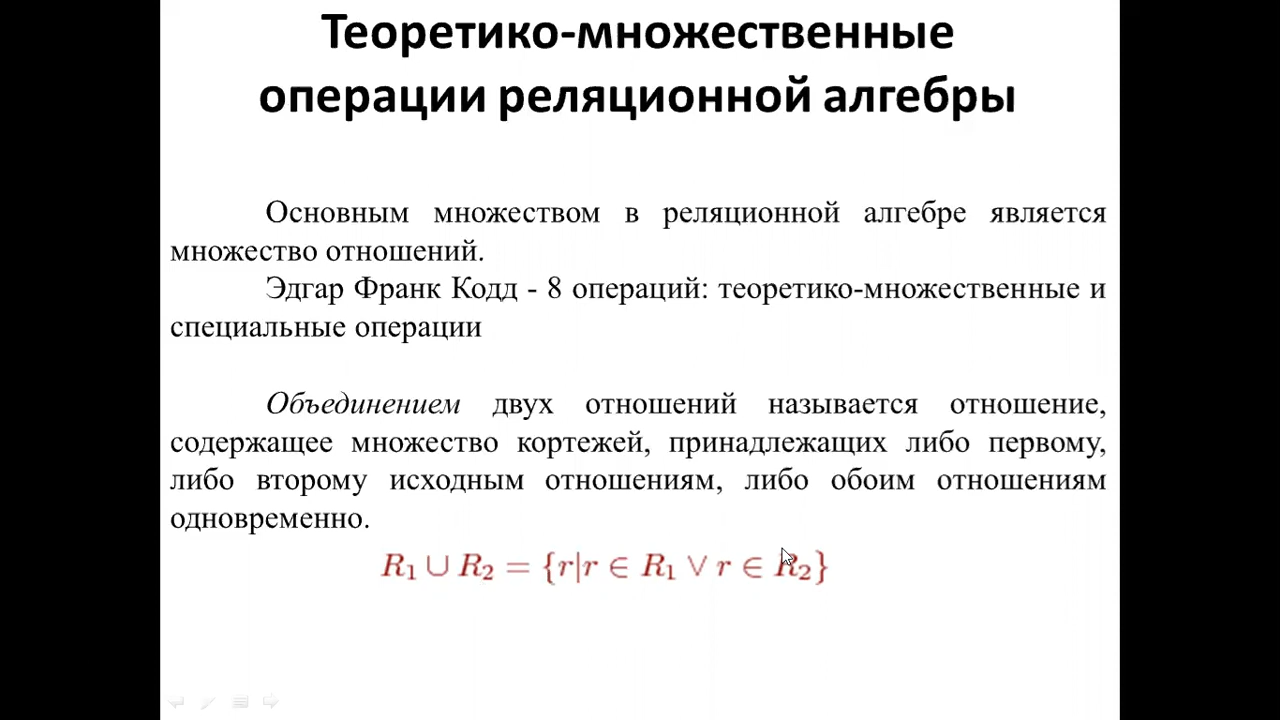 Теоретико-множественные
операции реляционной алгебры
Основным множеством в реляционной алгебре является
множество отношений.
Эдгар Франк Кодд - 8 операций: теоретико-множественные и
специальные операции
Объединением двух отношений называется отношение,
содержащее множество кортежей, принадлежащих либо первому,
либо второму исходным отношениям, либо обоим отношениям
одновременно.
R₁ ∪ R₂ = {r|r ∈ R₁ ∨ r ∈ R₂}